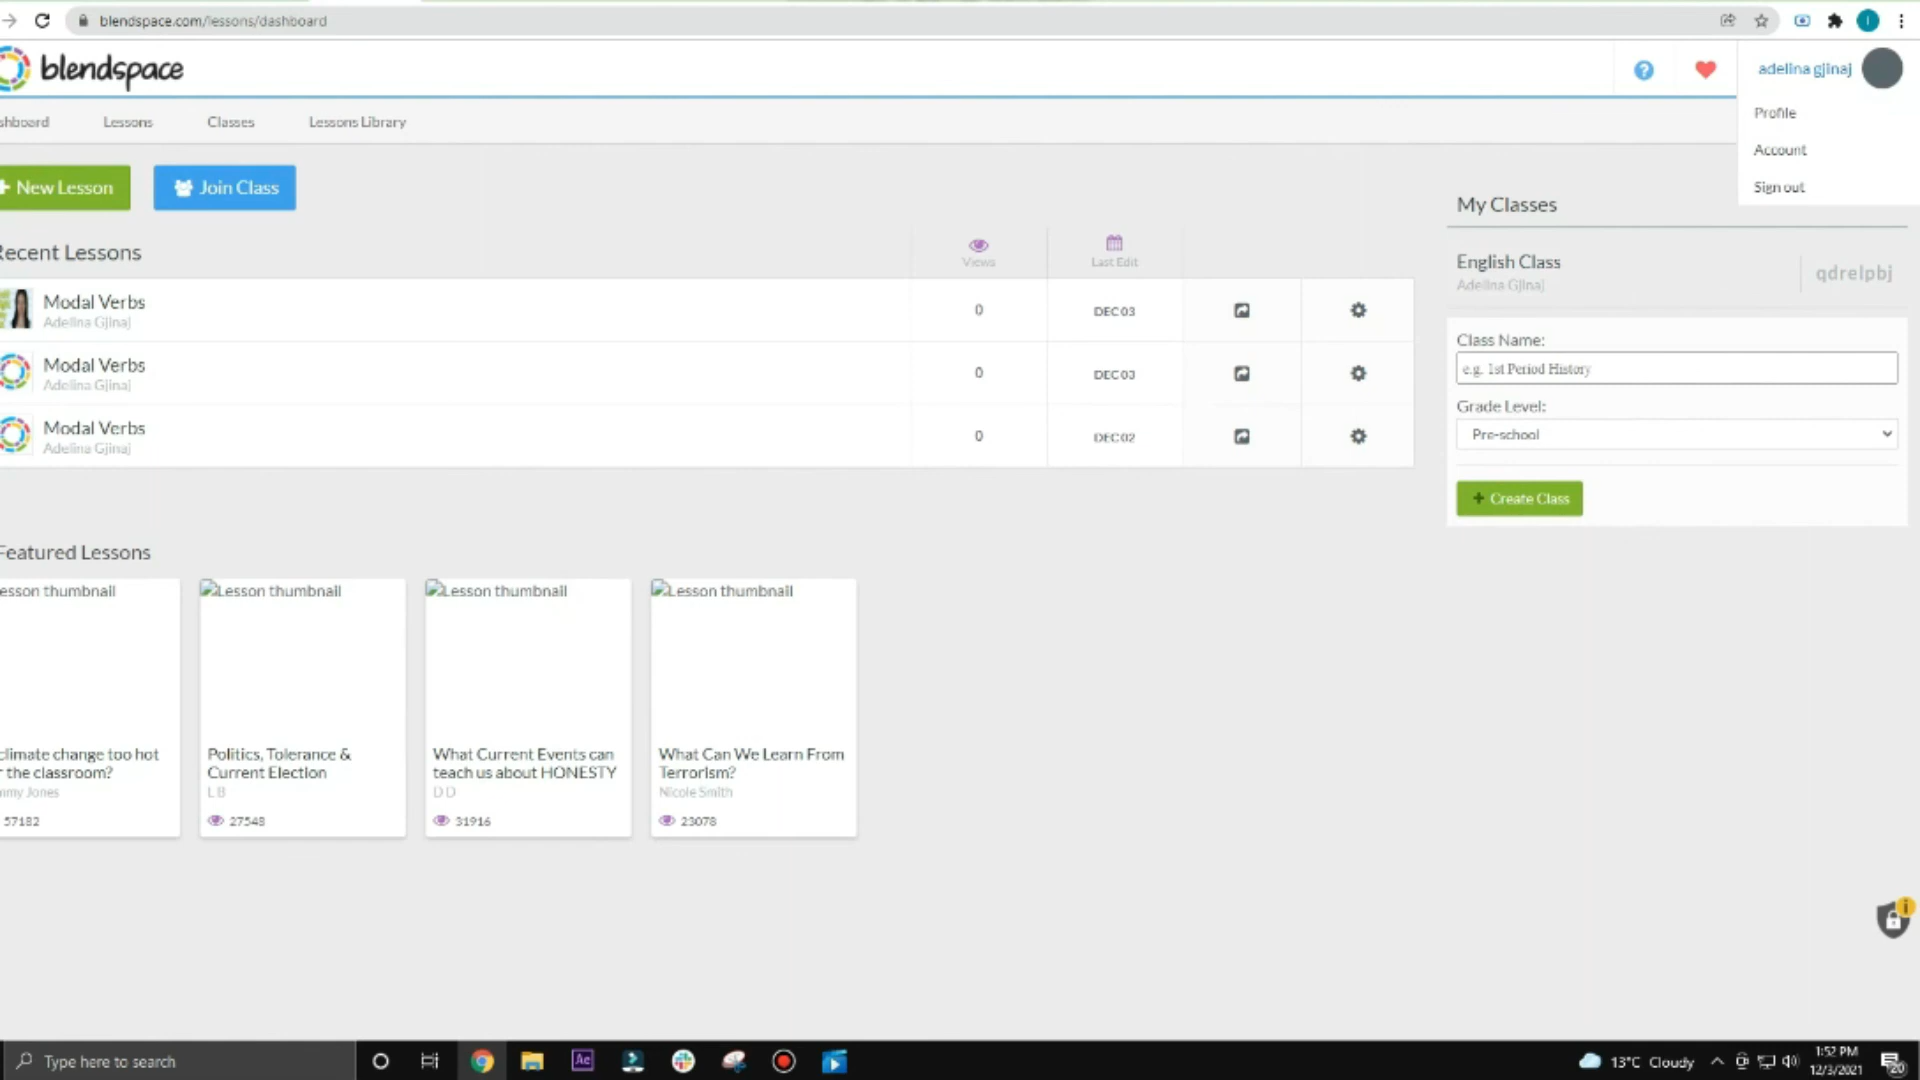 blendspace.com/lessons/dashboard
blendspace
adelina gjinaj
shboard Lessons Classes Lessons Library
Profile
Account
Sign out
New Lesson
Join Class
My Classes
Recent Lessons
Views
Last Edit
English Class
Adelina Gjinaj
qdrelpbj
Modal Verbs
Adelina Gjinaj
0
DEC 03
Modal Verbs
Adelina Gjinaj
0
DEC 03
Modal Verbs
Adelina Gjinaj
0
DEC 02
Class Name:
e.g. 1st Period History
Grade Level:
Pre-school
+ Create Class
Featured Lessons
esson thumbnail
climate change too hot
r the classroom?
mmy Jones
57182
Lesson thumbnail
Politics, Tolerance &
Current Election
L B
27548
Lesson thumbnail
What Current Events can
teach us about HONESTY
D D
31916
Lesson thumbnail
What Can We Learn From
Terrorism?
Nicole Smith
23078
Type here to search
Ae
13°C Cloudy
1:52 PM
12/3/2021
20